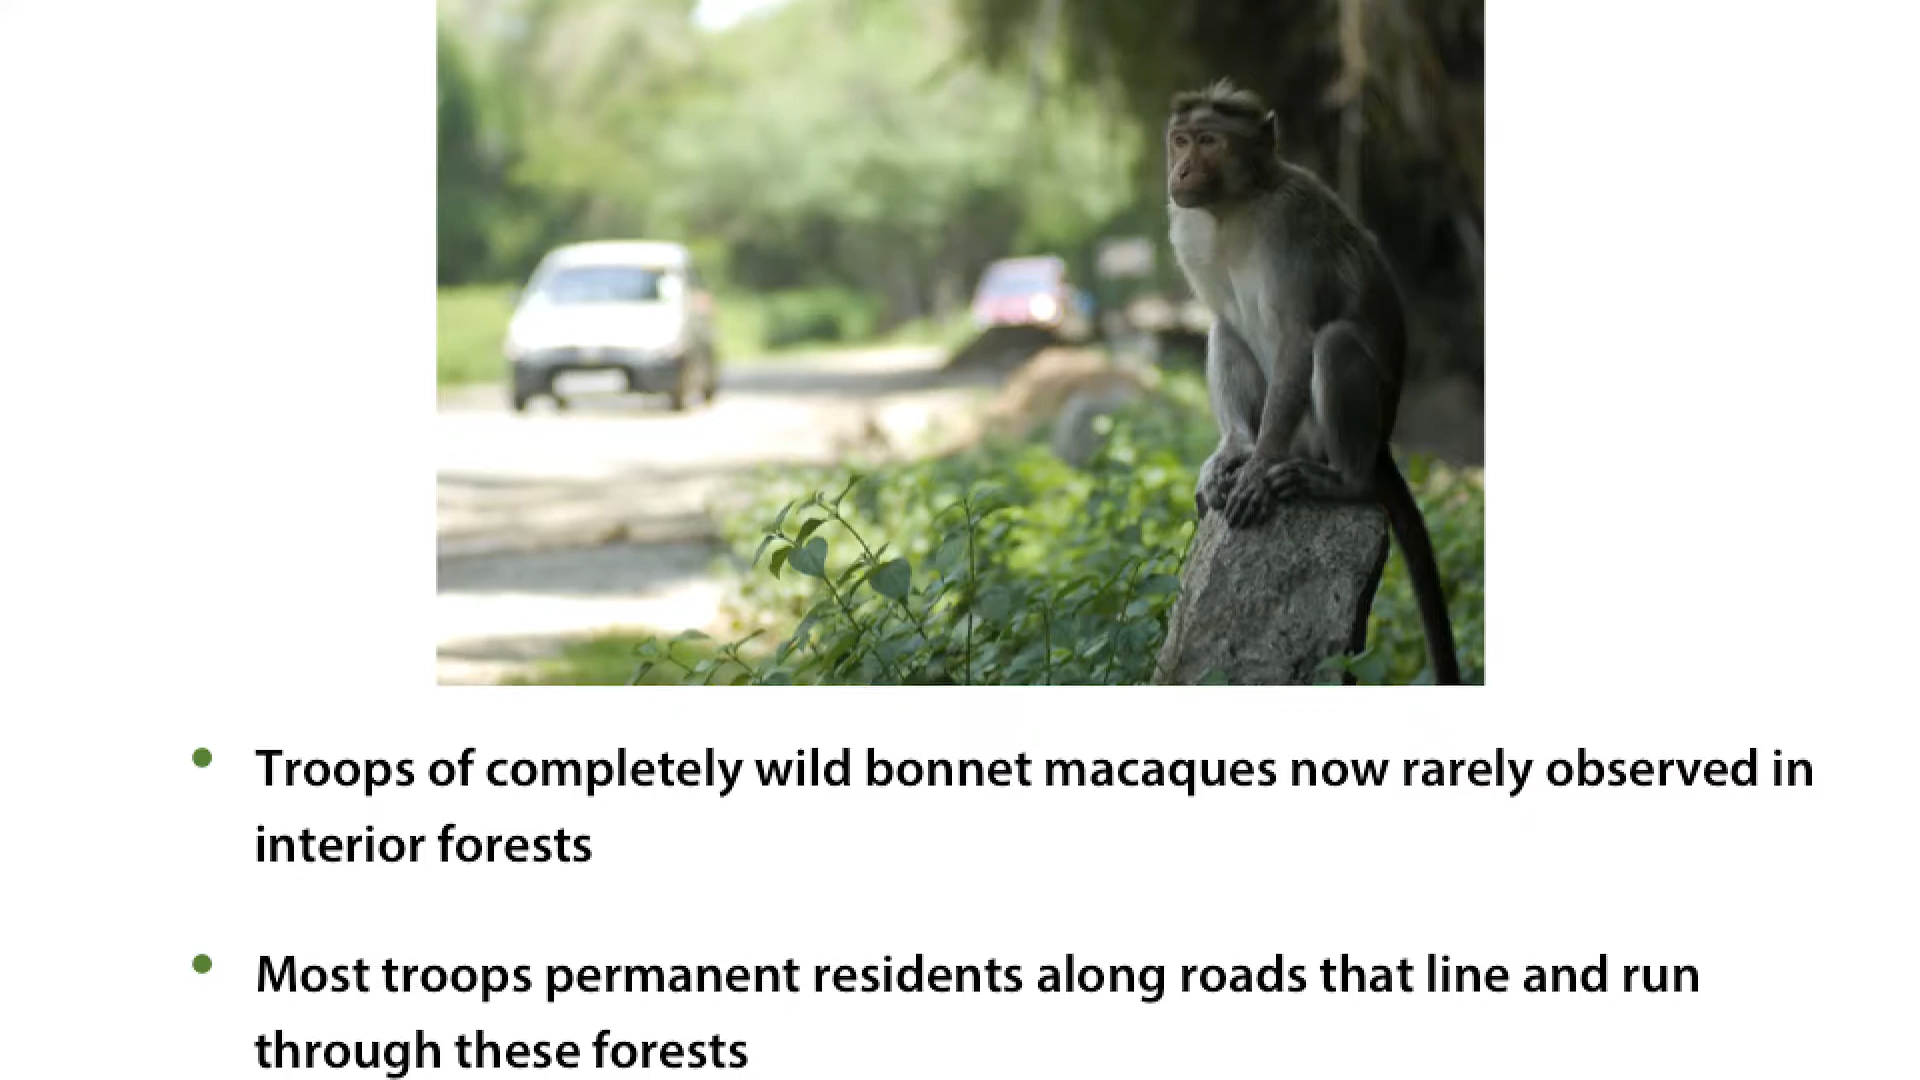 Troops of completely wild bonnet macaques now rarely observed in
interior forests
Most troops permanent residents along roads that line and run
through these forests